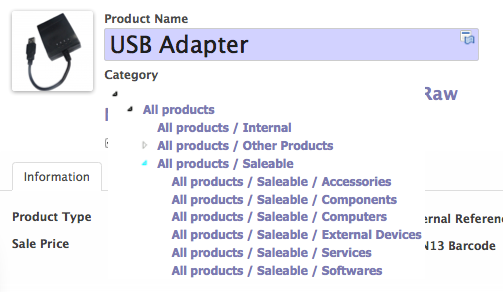 Product Name
USB Adapter
Category
Raw
All products
All products / Internal
All products / Other Products
All products / Saleable
All products / Saleable / Accessories
All products / Saleable / Components
All products / Saleable / Computers
All products / Saleable / External Devices
All products / Saleable / Services
All products / Saleable / Softwares
Information
Product Type
ernal Reference
Sale Price
N13 Barcode